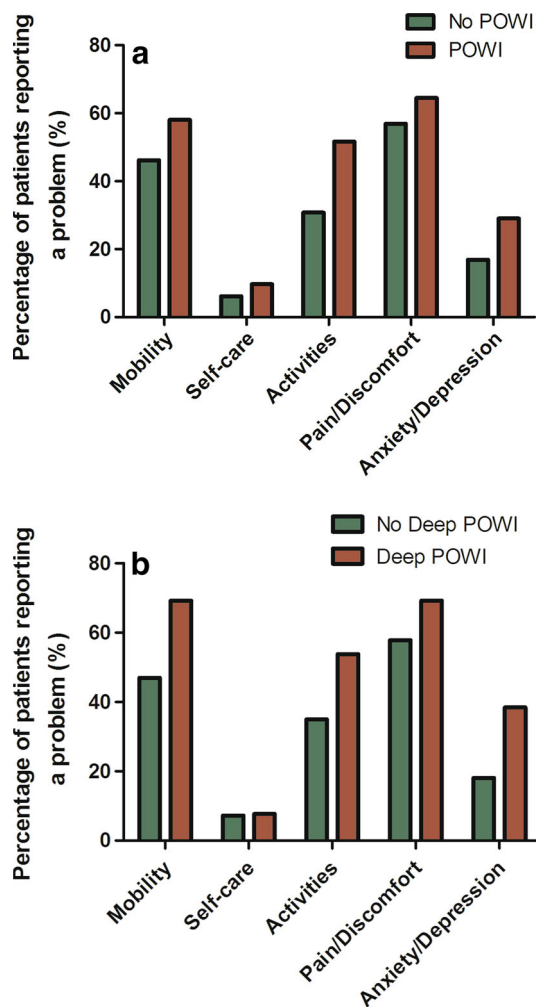 No POWI
POWI
a
Percentage of patients reporting
a problem (%)
80
60
40
20
0
Mobility
Self-care
Activities
Pain/Discomfort
Anxiety/Depression
No Deep POWI
Deep POWI
b
Percentage of patients reporting
a problem (%)
80
60
40
20
0
Mobility
Self-care
Activities
Pain/Discomfort
Anxiety/Depression